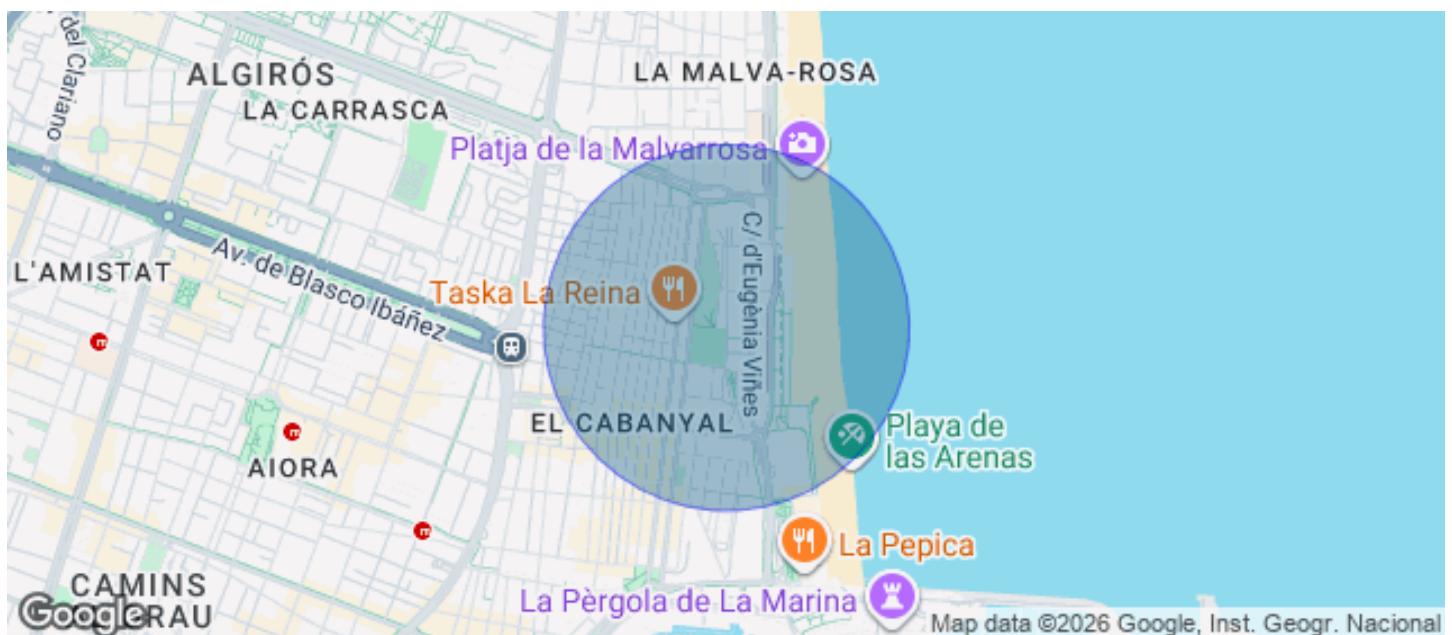 del Clariano
ALGIRÓS
LA CARRASCA
LA MALVA-ROSA
Platja de la Malvarrosa
L'AMISTAT
Av. de Blasco Ibáñez
Taska La Reina
C/ d'Eugènia Viñes
EL CABANYAL
Playa de
las Arenas
AIORA
La Pepica
CAMINS
GRAU
La Pèrgola de La Marina
Google
Map data ©2026 Google, Inst. Geogr. Nacional